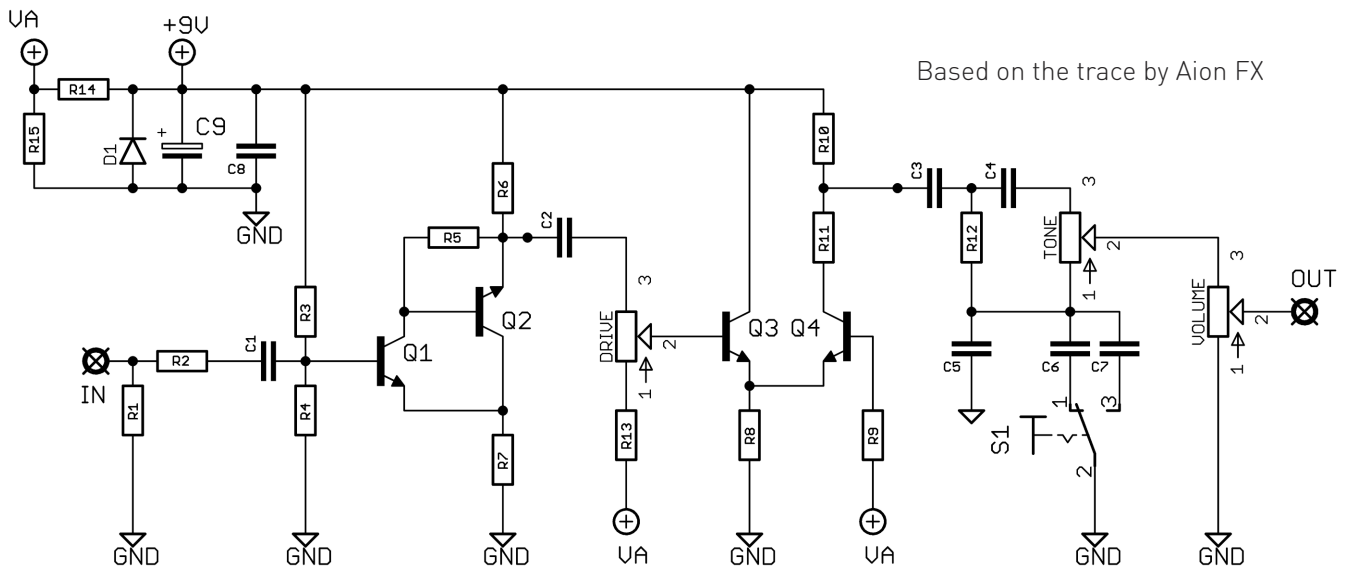 VA
+9V
Based on the trace by Aion FX
R14
R15
D1
+
C9
C8
GND
R10
R6
C3
C4
3
R5
C2
R12
R11
TONE
2
1
3
3
R3
DRIVE
2
1
Q1
Q2
Q3
Q4
VOLUME
2
1
OUT
IN
R2
C1
R1
R4
R7
R13
R8
R9
C5
C6
C7
1
3
S1
2
GND
GND
GND
VA
GND
VA
GND
GND